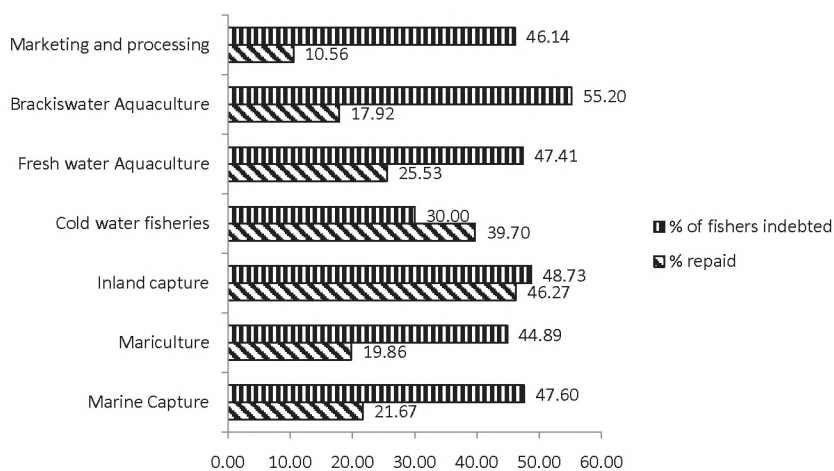 Marketing and processing
46.14
10.56
Brackiswater Aquaculture
55.20
17.92
Fresh water Aquaculture
47.41
25.53
Cold water fisheries
30.00
39.70
Inland capture
48.73
46.27
Mariculture
44.89
19.86
Marine Capture
47.60
21.67
0.00 10.00 20.00 30.00 40.00 50.00 60.00
% of fishers indebted
% repaid